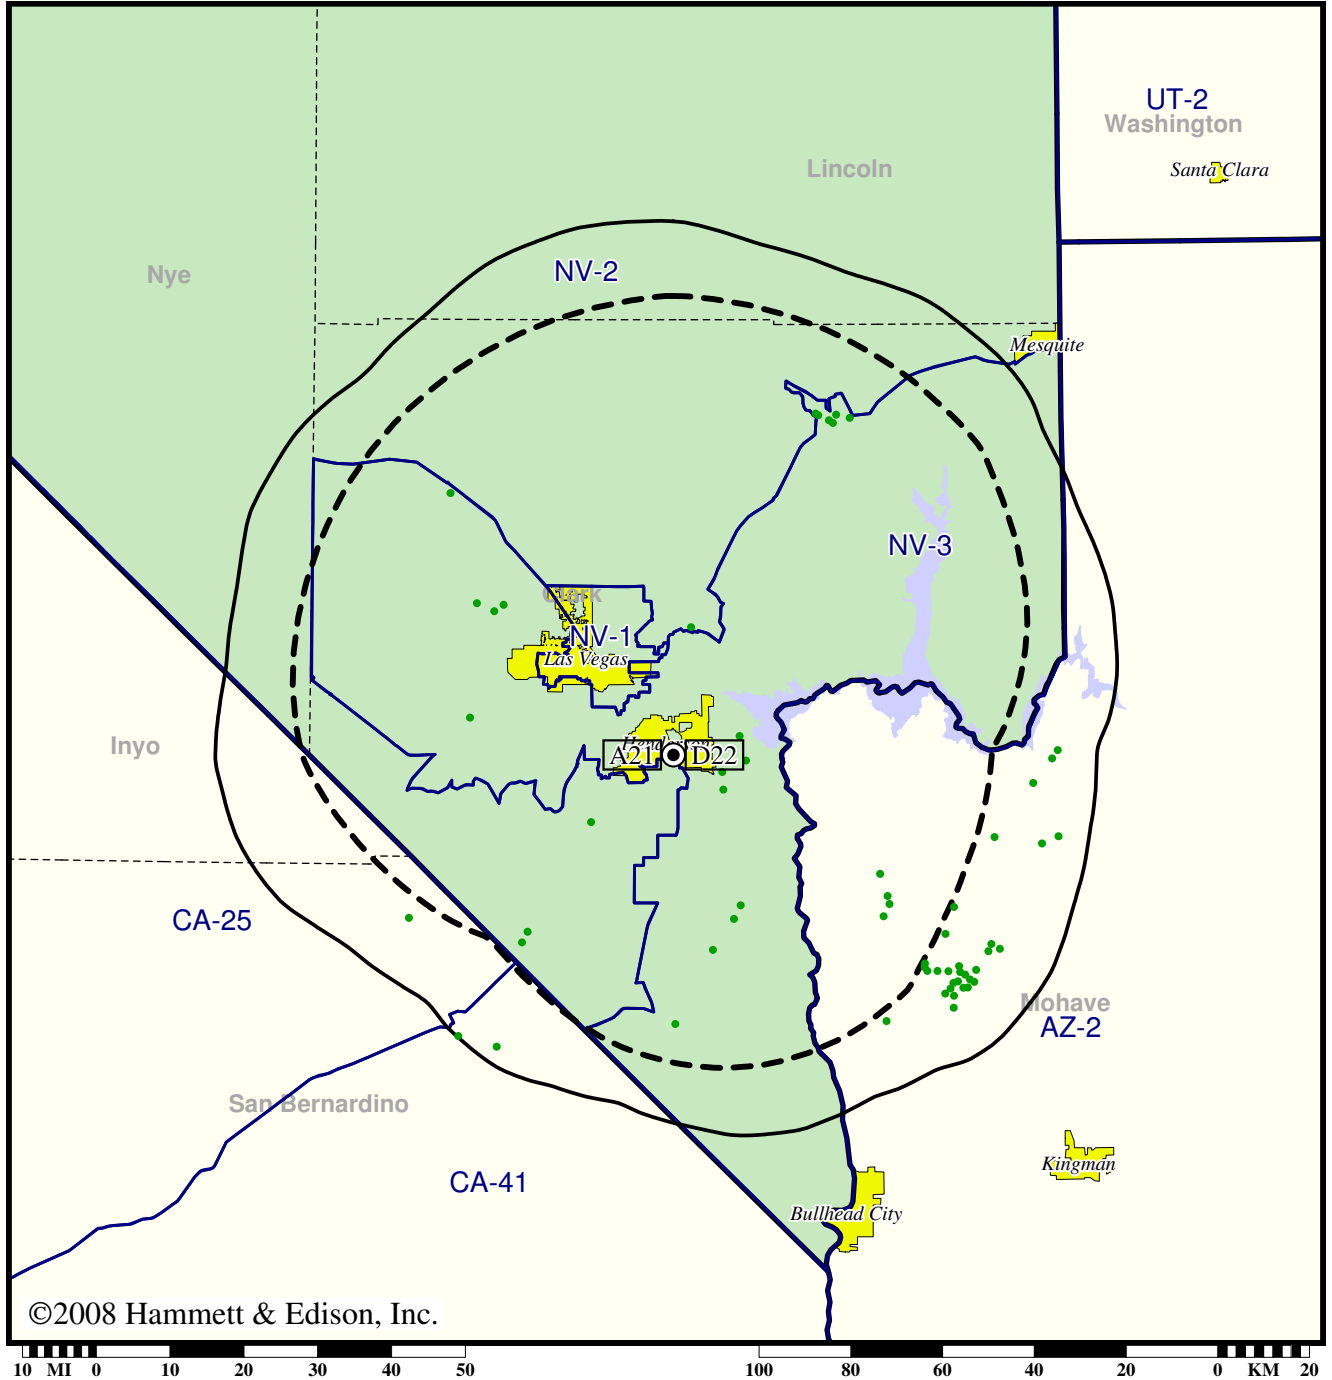 UT-2
Washington
Santa Clara
Lincoln
Nye
NV-2
Mesquite
NV-3
Clark
NV-1
Las Vegas
Henderson
Inyo
A21 D22
CA-25
Mohave
AZ-2
San Bernardino
Kingman
CA-41
Bullhead City
©2008 Hammett & Edison, Inc.
10 MI 0 10 20 30 40 50 100 80 60 40 20 0 KM 20